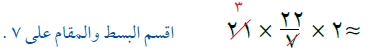 ≈ ٢ × ٢٢/٧ × ٢١ ٣ اقسم البسط والمقام على ٧ .